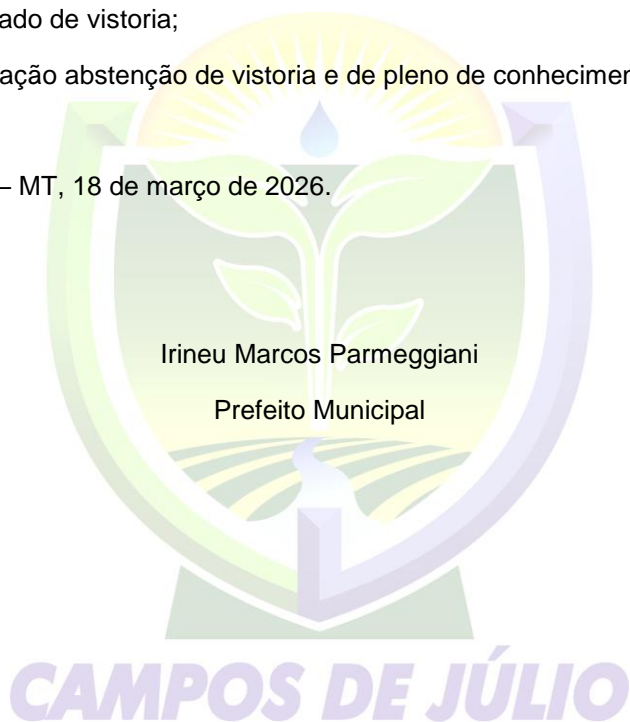 ado de vistoria;
ação abstenção de vistoria e de pleno de conhecimen
– MT, 18 de março de 2026.
Irineu Marcos Parmeggiani
Prefeito Municipal
CAMPOS DE JÚLIO